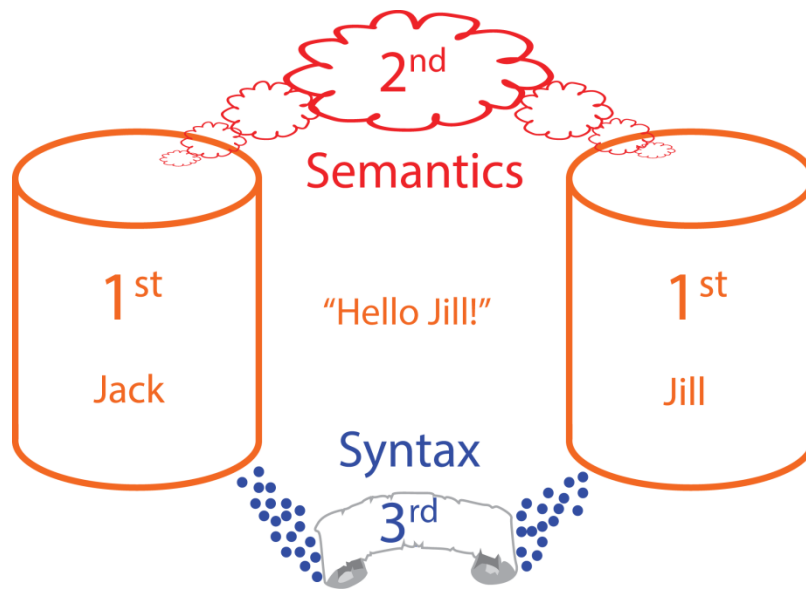 2nd
Semantics
1st
Jack
“Hello Jill!”
1st
Jill
Syntax
3rd